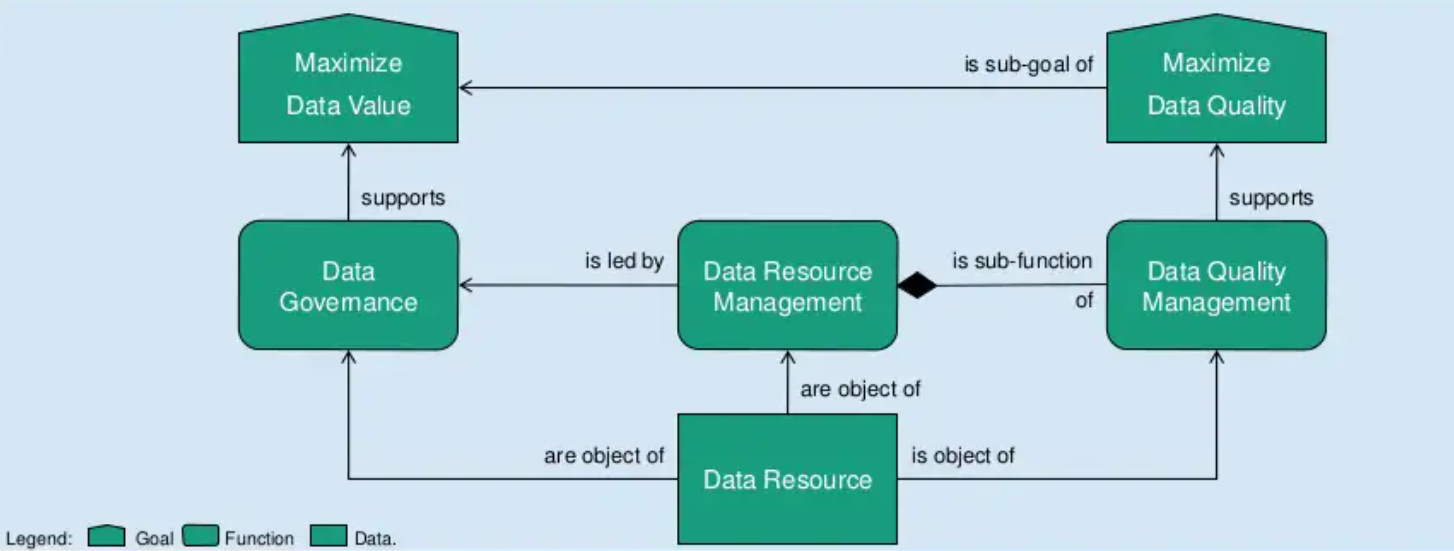 Maximize
Data Value
is sub-goal of
Maximize
Data Quality
supports
supports
Data
Governance
is led by
Data Resource
Management
is sub-function
of
Data Quality
Management
are object of
are object of
Data Resource
is object of
Legend: Goal Function Data.